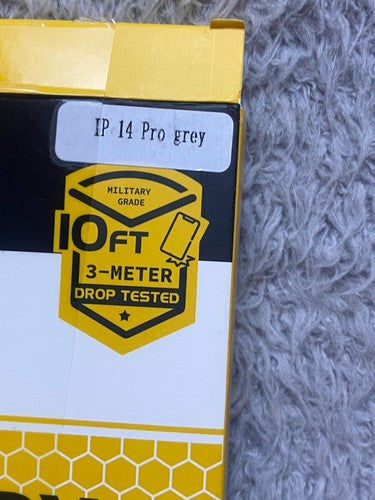 IP 14 Pro grey
MILITARY
GRADE
10FT
3-METER
DROP TESTED